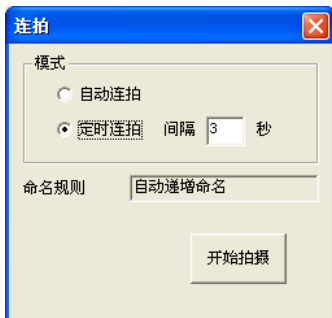 连拍
模式
自动连拍
定时连拍 间隔 3 秒
命名规则 自动递增命名
开始拍摄